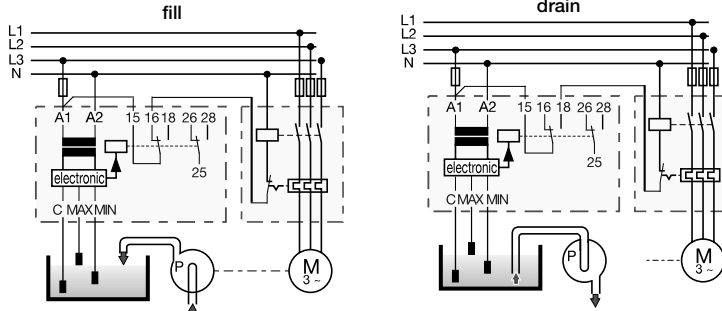 fill
L1
L2
L3
N
A1 A2 15 16 18 26 28
25
electronic
C MAX MIN
P
M
3 ~
drain
L1
L2
L3
N
A1 A2 15 16 18 26 28
25
electronic
C MAX MIN
P
M
3 ~